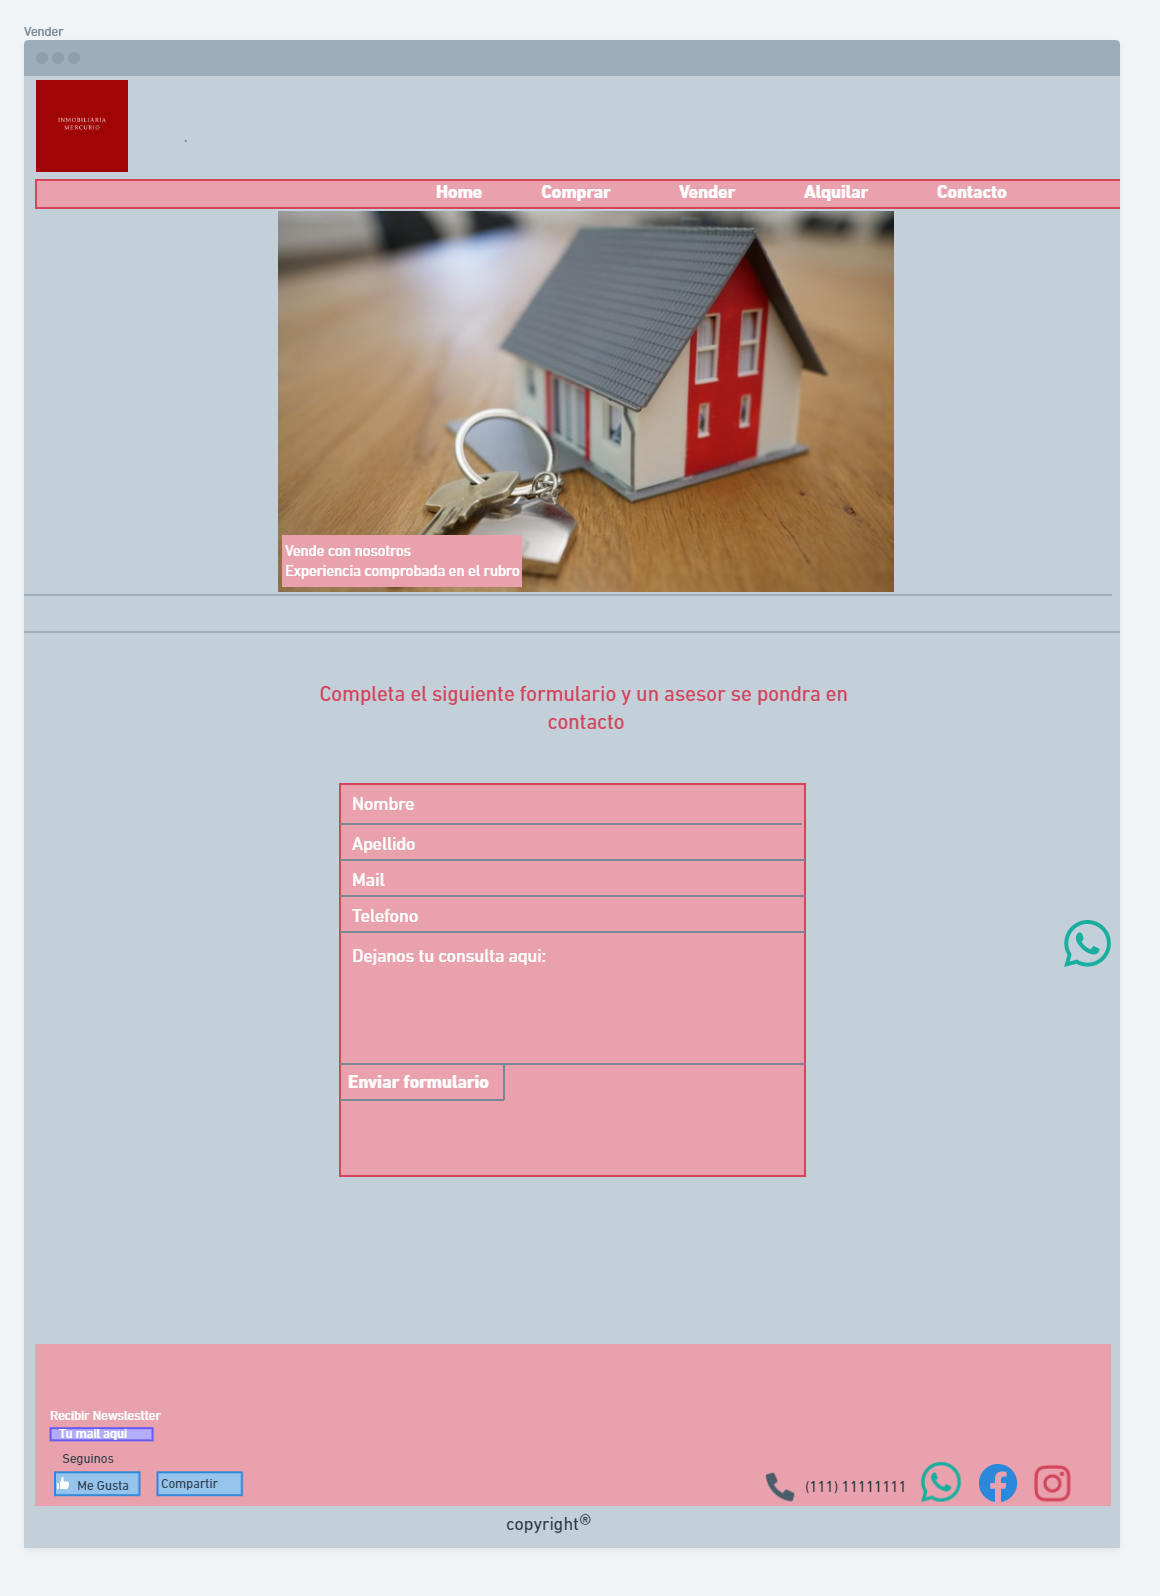 Vender
INMOBILIARIA
MERCURIO
Home Comprar Vender Alquilar Contacto
Vende con nosotros
Experiencia comprobada en el rubro
Completa el siguiente formulario y un asesor se pondra en
contacto
Nombre
Apellido
Mail
Telefono
Dejanos tu consulta aqui:
Enviar formulario
Recibir Newslestter
Tu mail aqui
Seguinos
Me Gusta Compartir
(111) 11111111
copyright®